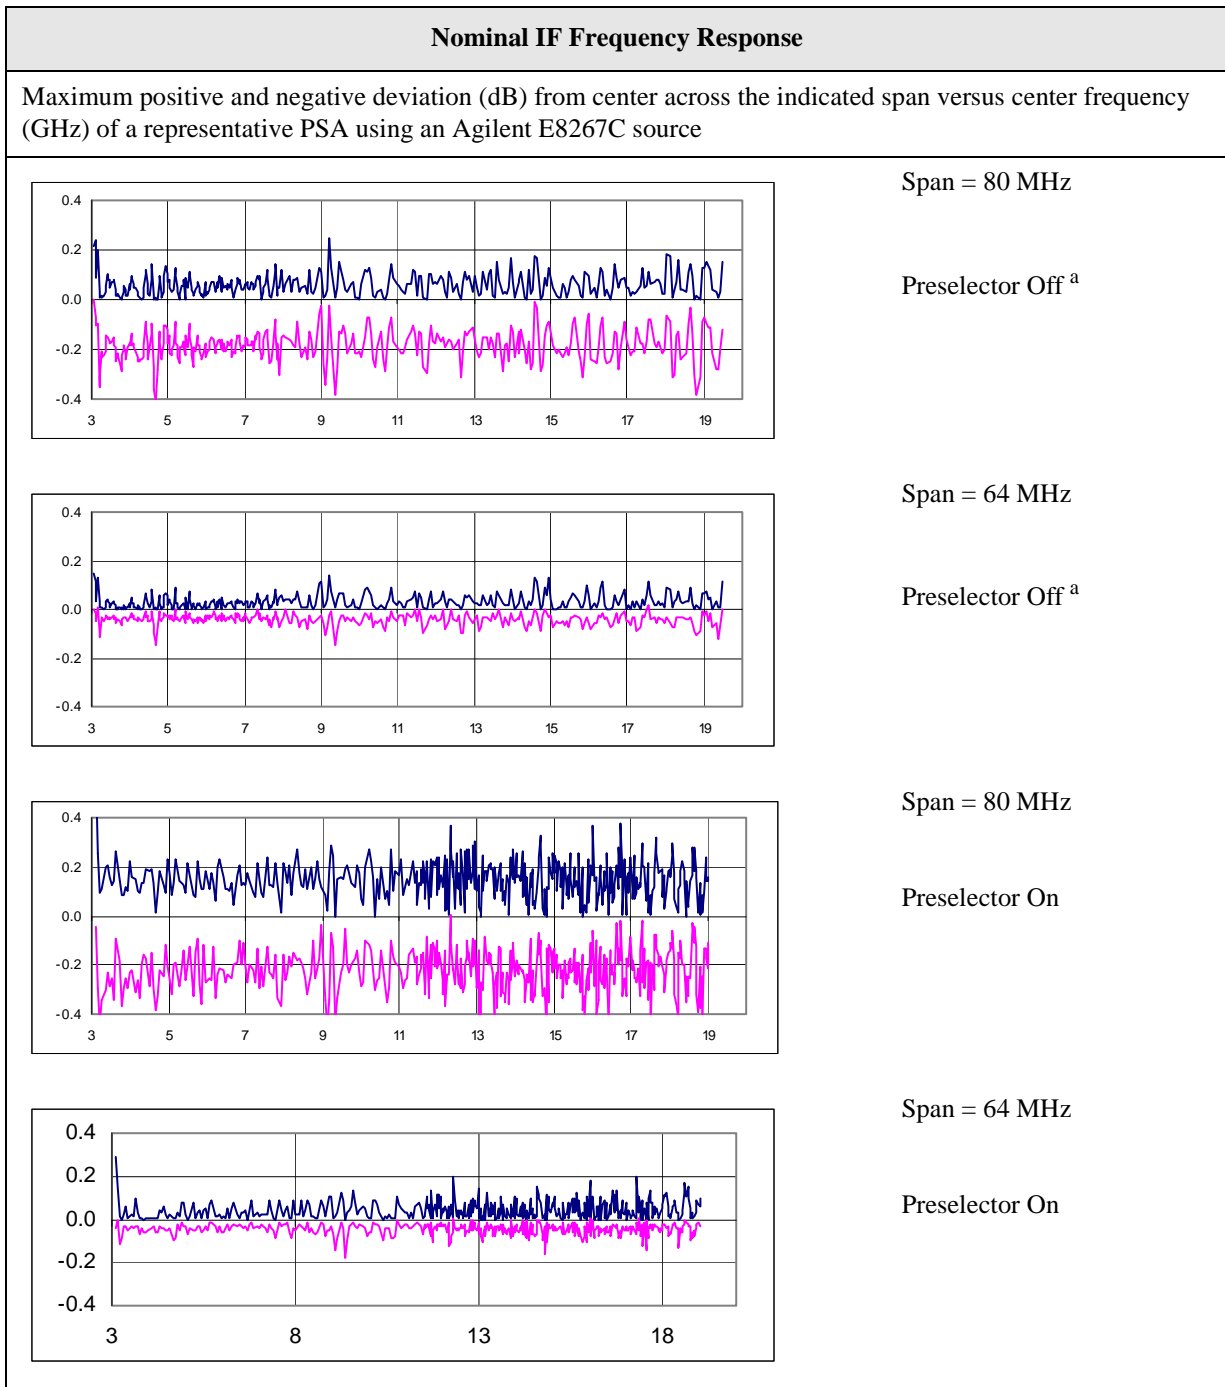 Nominal IF Frequency Response
Maximum positive and negative deviation (dB) from center across the indicated span versus center frequency
(GHz) of a representative PSA using an Agilent E8267C source
Span = 80 MHz
Preselector Off a
0.4
0.2
0.0
-0.2
-0.4
3 5 7 9 11 13 15 17 19
Span = 64 MHz
Preselector Off a
0.4
0.2
0.0
-0.2
-0.4
3 5 7 9 11 13 15 17 19
Span = 80 MHz
Preselector On
0.4
0.2
0.0
-0.2
-0.4
3 5 7 9 11 13 15 17 19
Span = 64 MHz
Preselector On
0.4
0.2
0.0
-0.2
-0.4
3 8 13 18